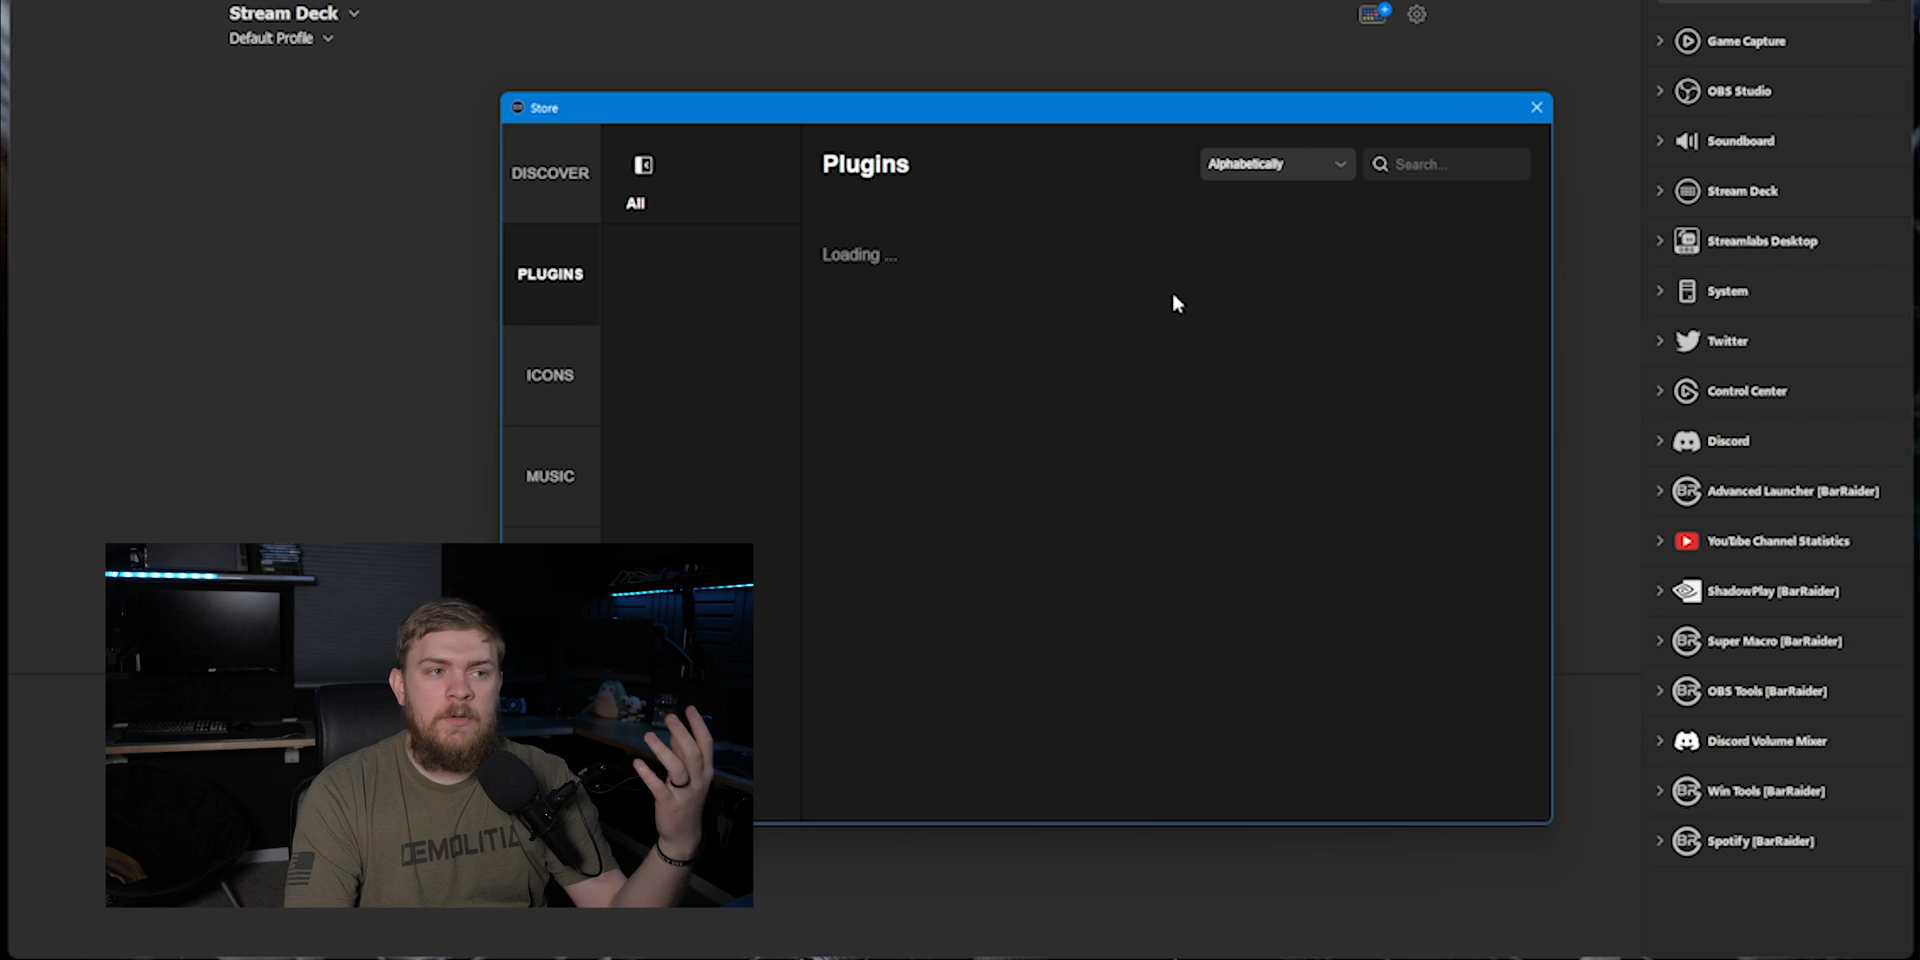 Stream Deck
Default Profile
Store
DISCOVER
PLUGINS
ICONS
MUSIC
All
Plugins
Alphabetically
Search...
Loading ...
Game Capture
OBS Studio
Soundboard
Stream Deck
Streamlabs Desktop
System
Twitter
Control Center
Discord
Advanced Launcher [BarRaider]
YouTube Channel Statistics
ShadowPlay [BarRaider]
Super Macro [BarRaider]
OBS Tools [BarRaider]
Discord Volume Mixer
Win Tools [BarRaider]
Spotify [BarRaider]